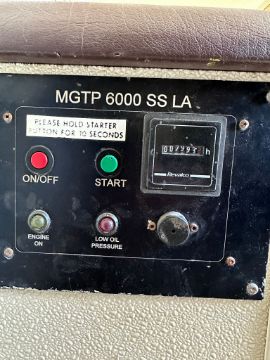 MGTP 6000 SS LA
PLEASE HOLD STARTER
BUTTON FOR 10 SECONDS
h
Revalco
ON/OFF
START
ENGINE
ON
LOW OIL
PRESSURE